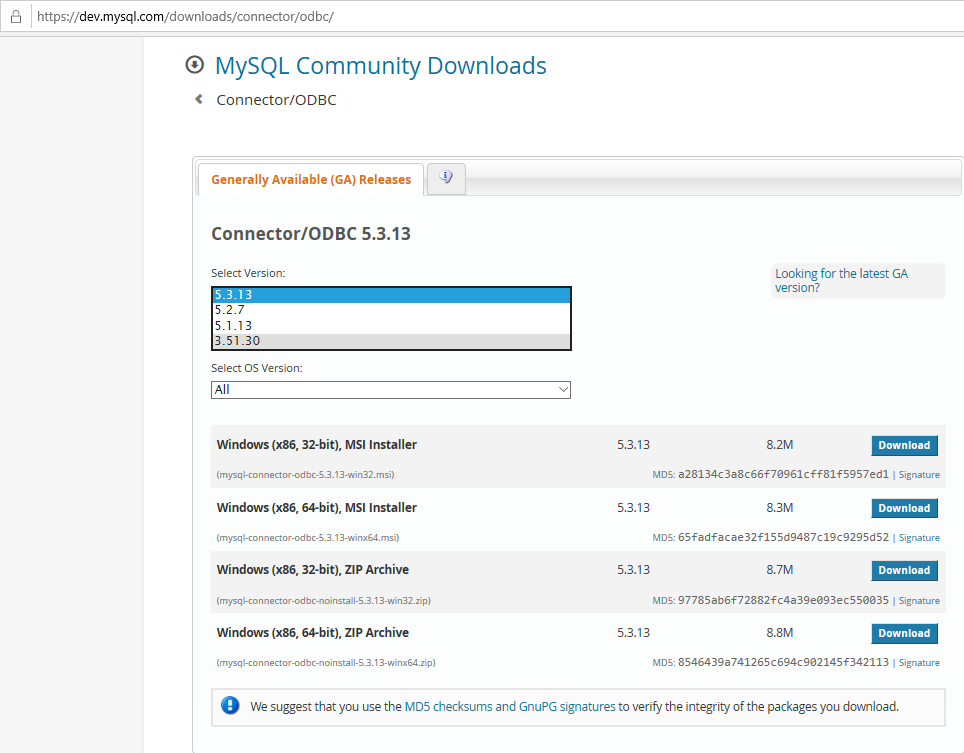 https://dev.mysql.com/downloads/connector/odbc/
MySQL Community Downloads
Connector/ODBC
Generally Available (GA) Releases
Connector/ODBC 5.3.13
Select Version:
Looking for the latest GA
version?
5.3.13
5.2.7
5.1.13
3.51.30
Select OS Version:
All
Windows (x86, 32-bit), MSI Installer 5.3.13 8.2M Download
(mysql-connector-odbc-5.3.13-win32.msi) MD5: a28134c3a8c66f70961cff81f5957ed1 | Signature
Windows (x86, 64-bit), MSI Installer 5.3.13 8.3M Download
(mysql-connector-odbc-5.3.13-winx64.msi) MD5: 65fadfacae32f155d9487c19c9295d52 | Signature
Windows (x86, 32-bit), ZIP Archive 5.3.13 8.7M Download
(mysql-connector-odbc-noinstall-5.3.13-win32.zip) MD5: 97785ab6f72882fc4a39e093ec550035 | Signature
Windows (x86, 64-bit), ZIP Archive 5.3.13 8.8M Download
(mysql-connector-odbc-noinstall-5.3.13-winx64.zip) MD5: 8546439a741265c694c902145f342113 | Signature
We suggest that you use the MD5 checksums and GnuPG signatures to verify the integrity of the packages you download.